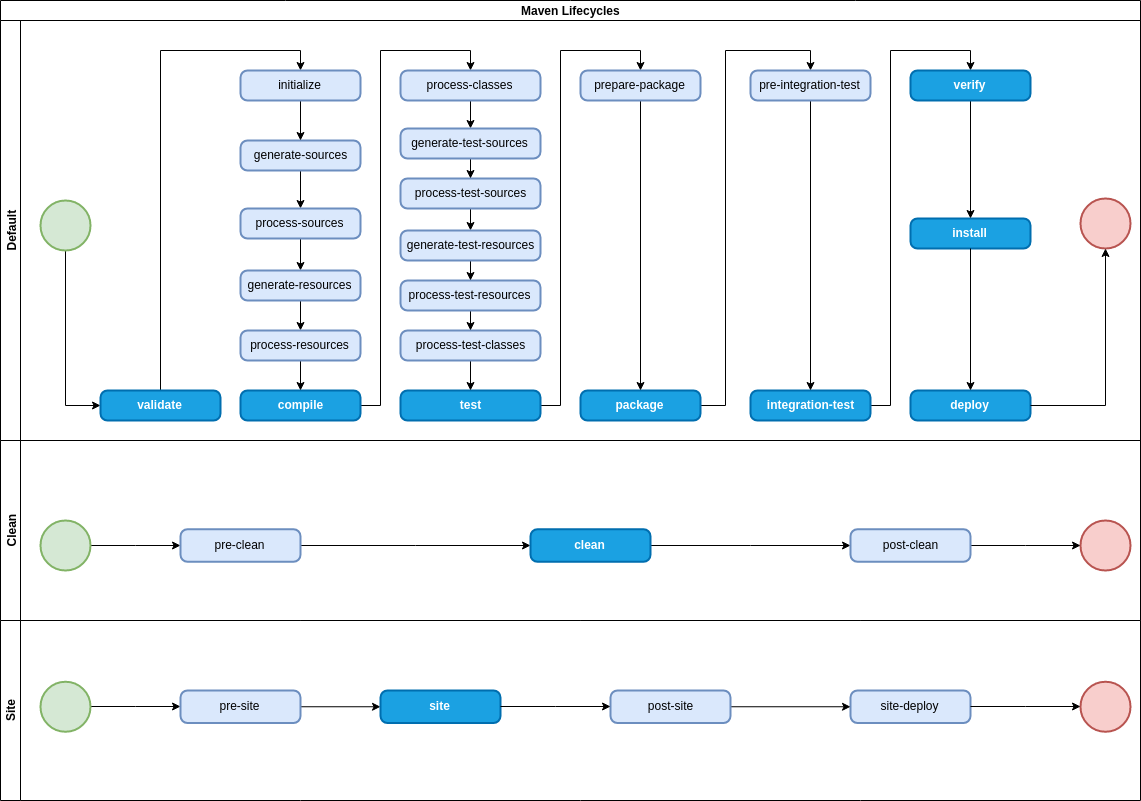 Maven Lifecycles
Default
validate
initialize
generate-sources
process-sources
generate-resources
process-resources
compile
process-classes
generate-test-sources
process-test-sources
generate-test-resources
process-test-resources
process-test-classes
test
prepare-package
package
pre-integration-test
integration-test
verify
install
deploy
Clean
pre-clean
clean
post-clean
Site
pre-site
site
post-site
site-deploy